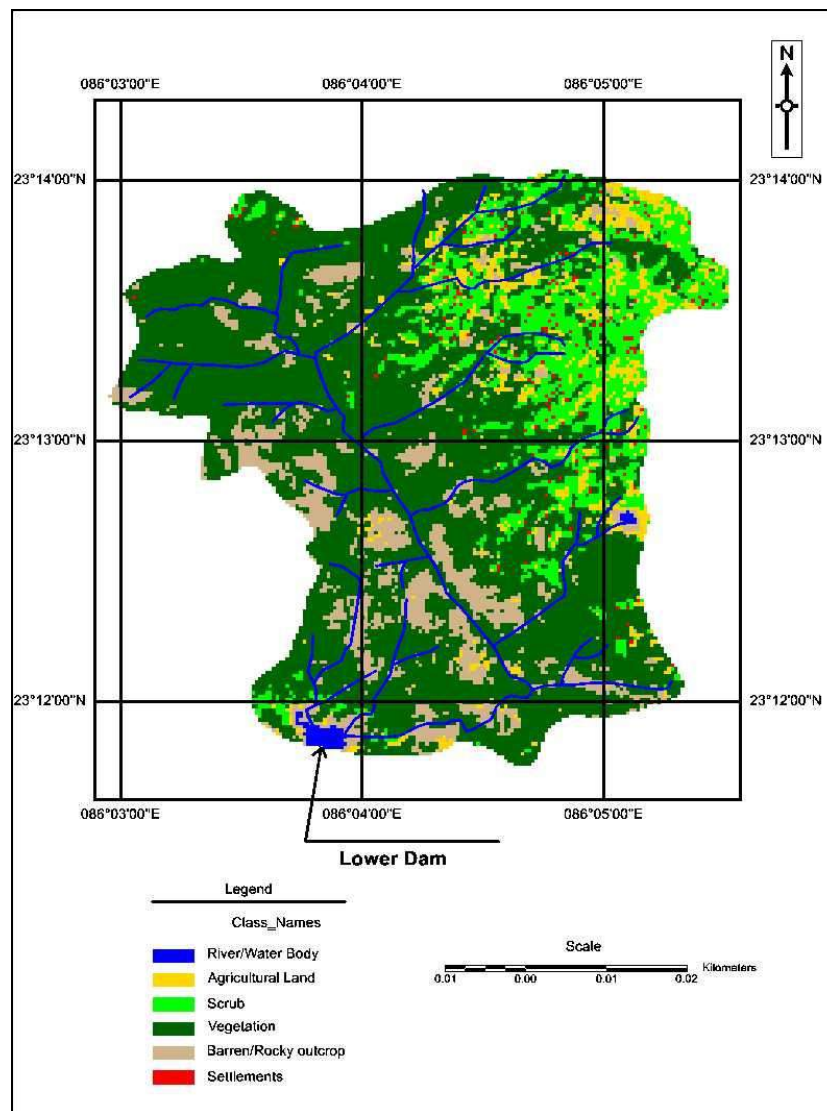 N
086°03'00"E 086°04'00"E 086°05'00"E
23°14'00"N 23°14'00"N
23°13'00"N 23°13'00"N
23°12'00"N 23°12'00"N
086°03'00"E 086°04'00"E 086°05'00"E
Lower Dam
Legend
Class_Names
River/Water Body
Agricultural Land
Scrub
Vegetation
Barren/Rocky outcrop
Settlements
Scale
Kilometers
0.01 0.00 0.01 0.02